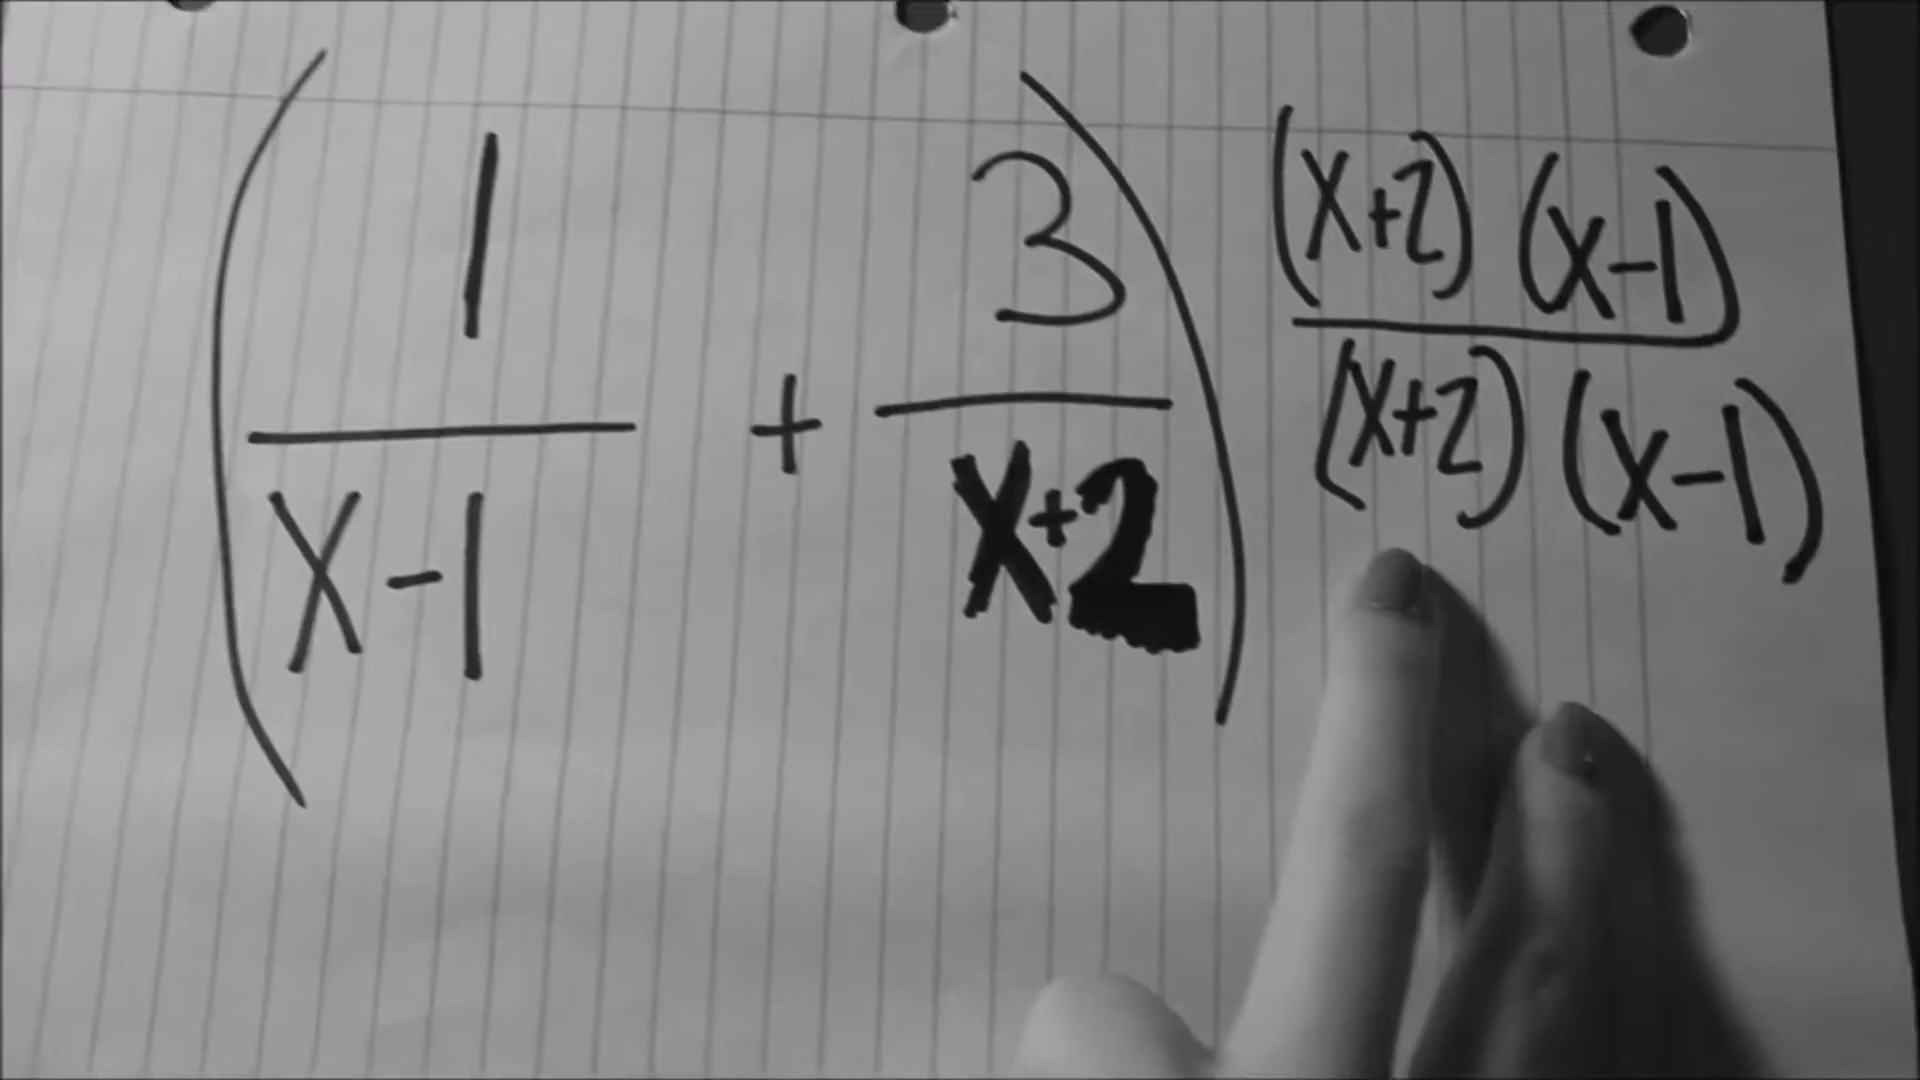 ( 1/(x-1) + 3/(x+2) ) ((x+2)(x-1))/((x+2)(x-1))